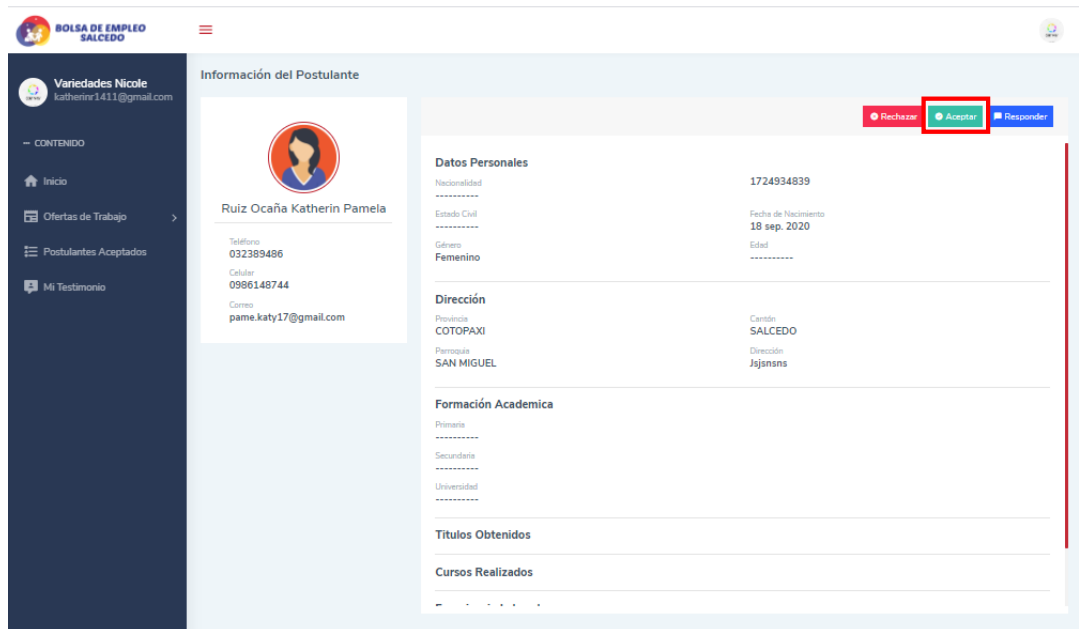 BOLSA DE EMPLEO
SALCEDO
Variedades Nicole
katherinr1411@gmail.com
– CONTENIDO
Inicio
Ofertas de Trabajo
Postulantes Aceptados
Mi Testimonio
Información del Postulante
Ruiz Ocaña Katherin Pamela
Teléfono
032389486
Celular
0986148744
Correo
pame.katy17@gmail.com
Rechazar
Aceptar
Responder
Datos Personales
Nacionalidad
----------
1724934839
Estado Civil
----------
Fecha de Nacimiento
18 sep. 2020
Género
Femenino
Edad
----------
Dirección
Provincia
COTOPAXI
Cantón
SALCEDO
Parroquia
SAN MIGUEL
Dirección
Jsjsnsns
Formación Academica
Primaria
----------
Secundaria
----------
Universidad
----------
Titulos Obtenidos
Cursos Realizados